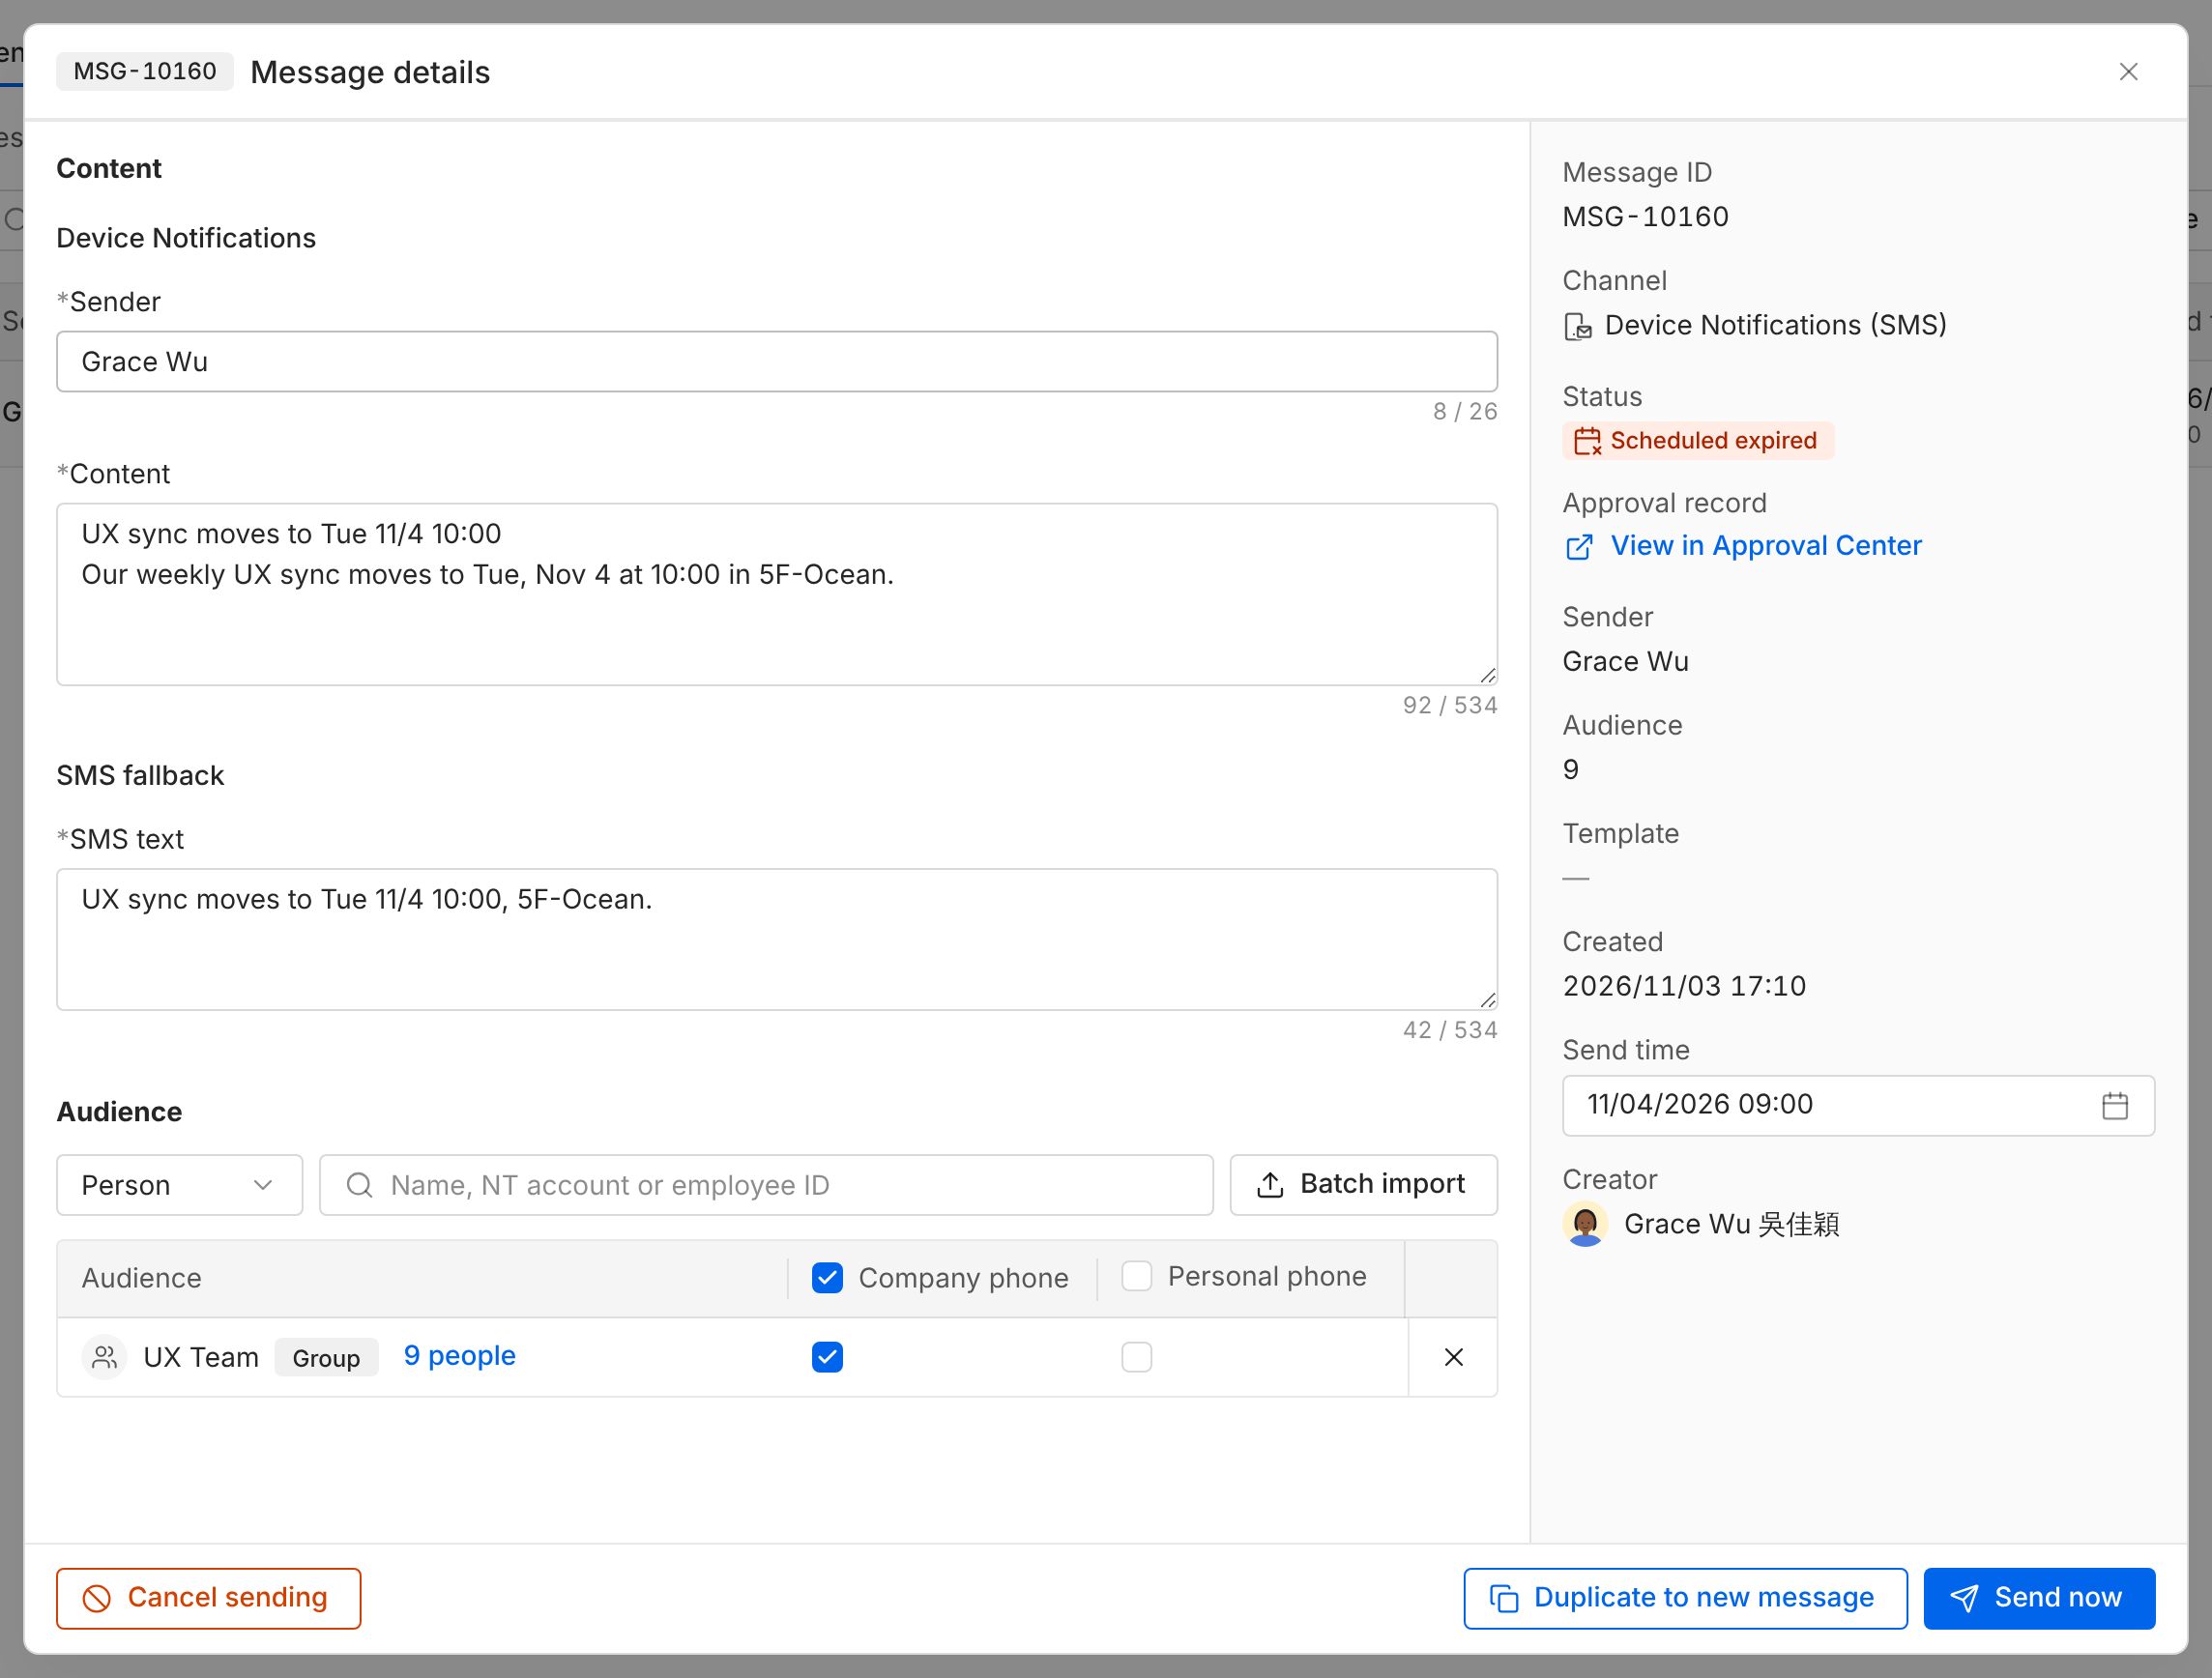 MSG-10160 Message details
Content
Device Notifications
*Sender
Grace Wu
8 / 26
*Content
UX sync moves to Tue 11/4 10:00
Our weekly UX sync moves to Tue, Nov 4 at 10:00 in 5F-Ocean.
92 / 534
SMS fallback
*SMS text
UX sync moves to Tue 11/4 10:00, 5F-Ocean.
42 / 534
Audience
Person
Name, NT account or employee ID
Batch import
Audience Company phone Personal phone
UX Team Group 9 people
Message ID
MSG-10160
Channel
Device Notifications (SMS)
Status
Scheduled expired
Approval record
View in Approval Center
Sender
Grace Wu
Audience
9
Template
—
Created
2026/11/03 17:10
Send time
11/04/2026 09:00
Creator
Grace Wu 吳佳穎
Cancel sending
Duplicate to new message
Send now